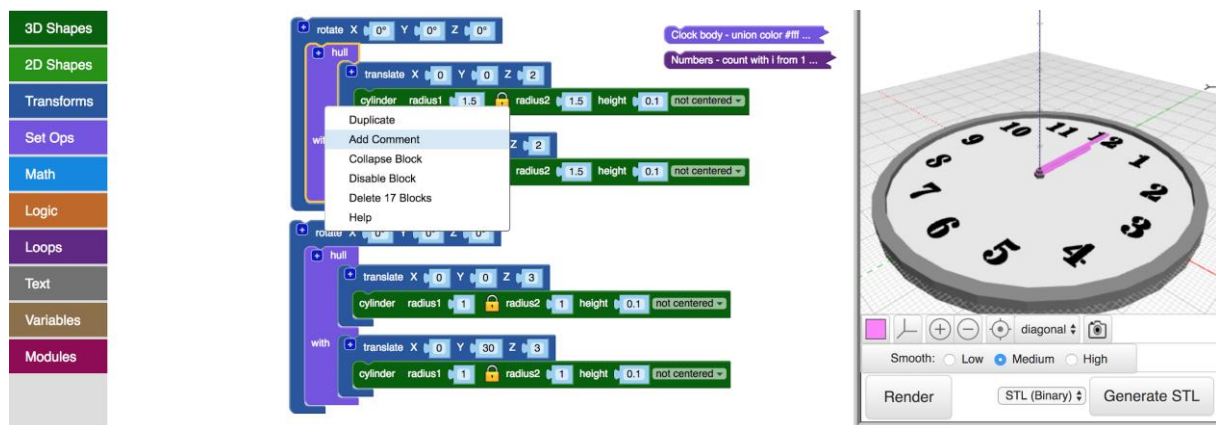 3D Shapes
2D Shapes
Transforms
Set Ops
Math
Logic
Loops
Text
Variables
Modules
rotate X 0° Y 0° Z 0°
hull
translate X 0 Y 0 Z 2
cylinder radius1 1.5 radius2 1.5 height 0.1 not centered
Duplicate
Add Comment
Collapse Block
Disable Block
Delete 17 Blocks
Help
with
Z 2
radius2 1.5 height 0.1 not centered
rotate X 0° Y 0° Z 0°
hull
translate X 0 Y 0 Z 3
cylinder radius1 1 radius2 1 height 0.1 not centered
with translate X 0 Y 30 Z 3
cylinder radius1 1 radius2 1 height 0.1 not centered
Clock body - union color #fff ...
Numbers - count with i from 1 ...
12
1
2
3
4
5
6
7
8
9
10
11
diagonal
Smooth: Low Medium High
Render STL (Binary) Generate STL